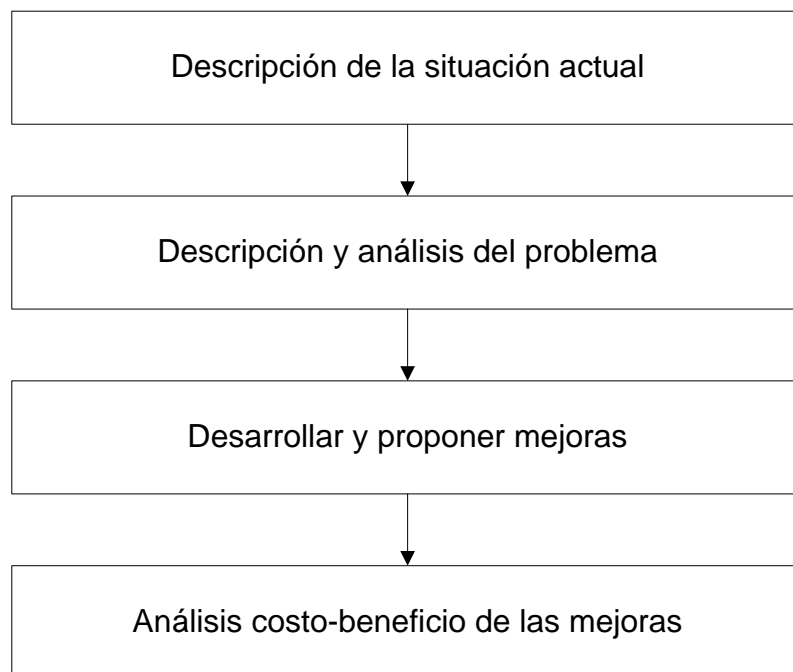 Descripción de la situación actual
Descripción y análisis del problema
Desarrollar y proponer mejoras
Análisis costo-beneficio de las mejoras